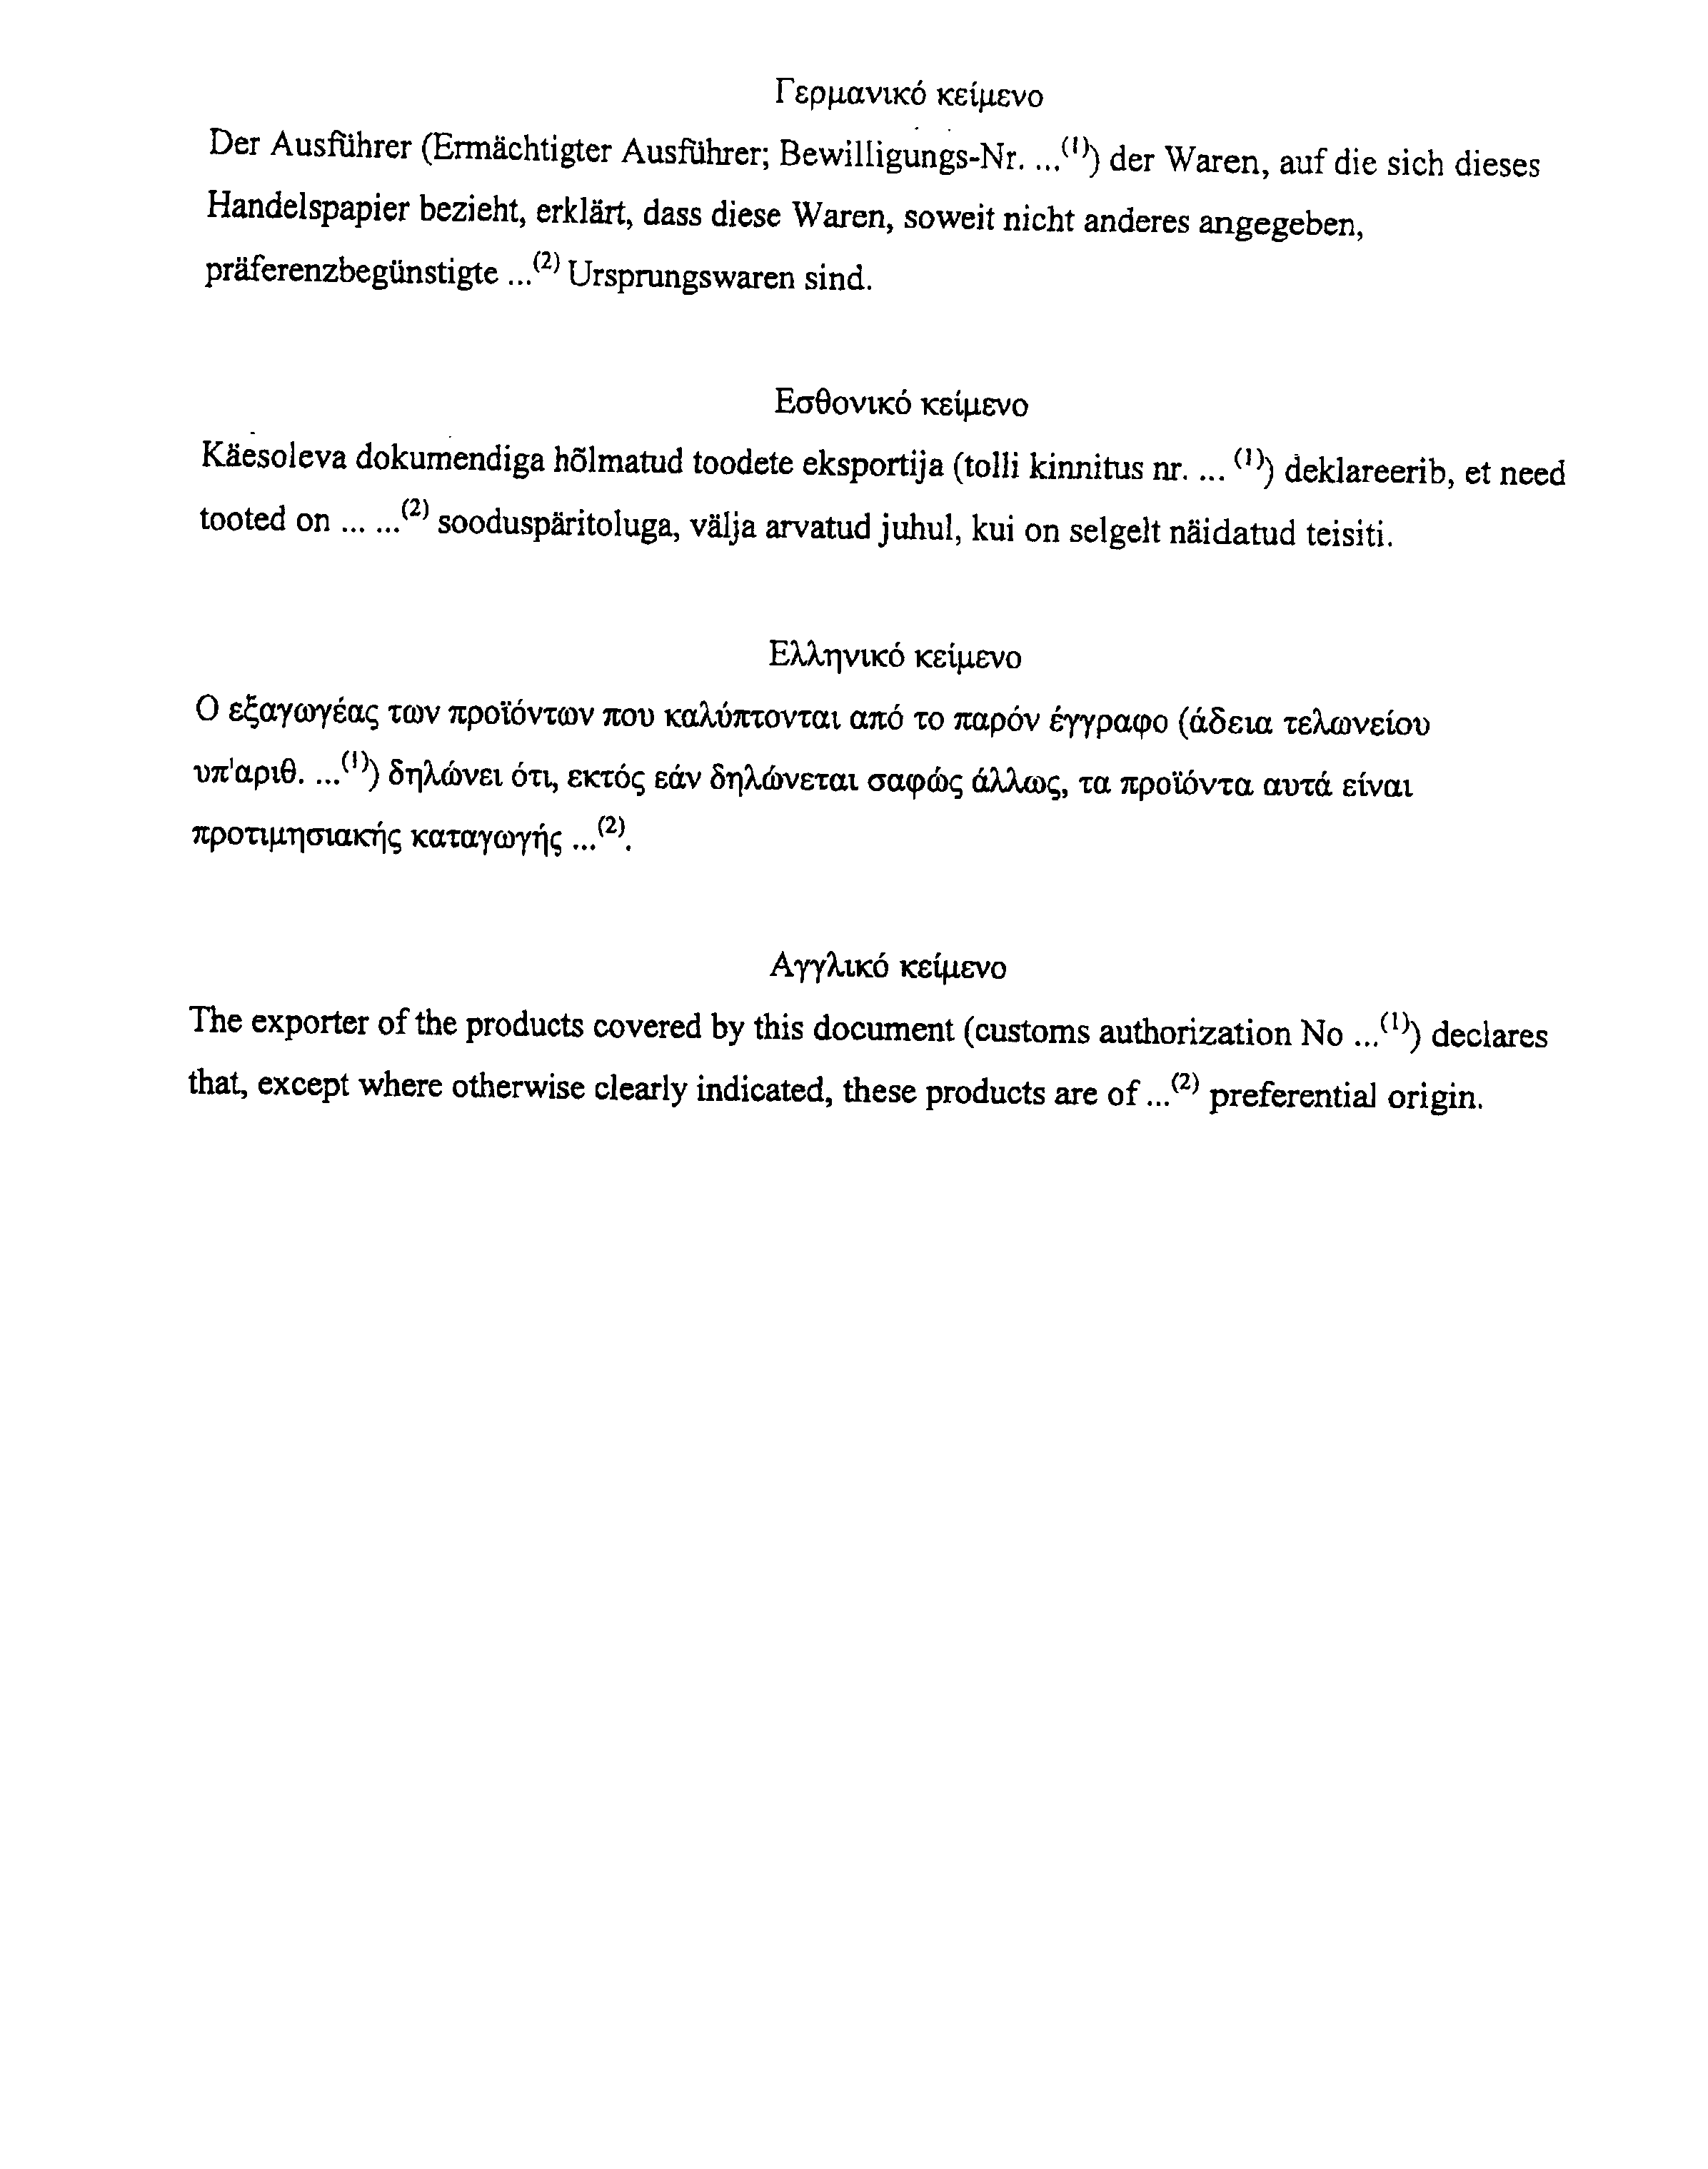 Γερμανικό κείμενο
Der Ausführer (Ermächtigter Ausführer; Bewilligungs-Nr. ...(1)) der Waren, auf die sich dieses
Handelspapier bezieht, erklärt, dass diese Waren, soweit nicht anderes angegeben,
präferenzbegünstigte ...(2) Ursprungswaren sind.
Εσθονικό κείμενο
Käesoleva dokumendiga hõlmatud toodete eksportija (tolli kinnitus nr. ... (1)) deklareerib, et need
tooted on ... ...(2) sooduspäritoluga, välja arvatud juhul, kui on selgelt näidatud teisiti.
Ελληνικό κείμενο
Ο εξαγωγέας των προϊόντων που καλύπτονται από το παρόν έγγραφο (άδεια τελωνείου
υπ'αριθ. ...(1)) δηλώνει ότι, εκτός εάν δηλώνεται σαφώς άλλως, τα προϊόντα αυτά είναι
προτιμησιακής καταγωγής ...(2).
Αγγλικό κείμενο
The exporter of the products covered by this document (customs authorization No ...(1)) declares
that, except where otherwise clearly indicated, these products are of ...(2) preferential origin.